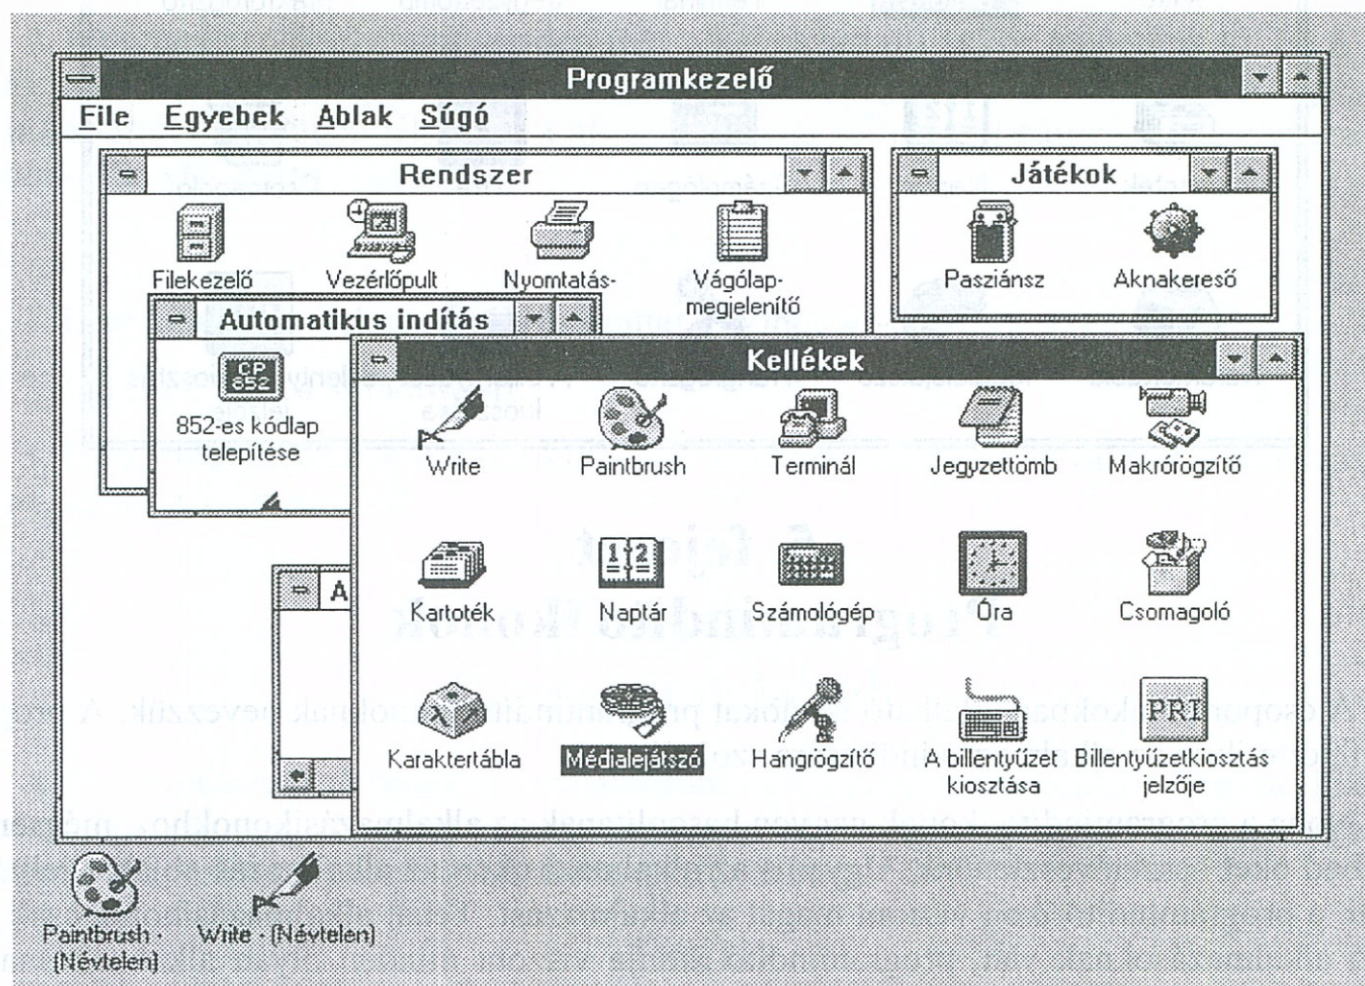 Programkezelő
File Egyebek Ablak Súgó
Rendszer
Filekezelő Vezérlőpult Nyomtatás- Vágólap-
megjelenítő
Játékok
Pasziánsz Aknakereső
Automatikus indítás
CP
852
852-es kódlap
telepítése
A
Kellékek
Write Paintbrush Terminál Jegyzettömb Makrórögzítő
Kartoték Naptár Számológép Óra Csomagoló
Karaktertábla Médialejátszó Hangrögzítő A billentyűzet Billentyűzetkiosztás
kiosztása jelzője
PRI
Paintbrush - Write - (Névtelen)
(Névtelen)